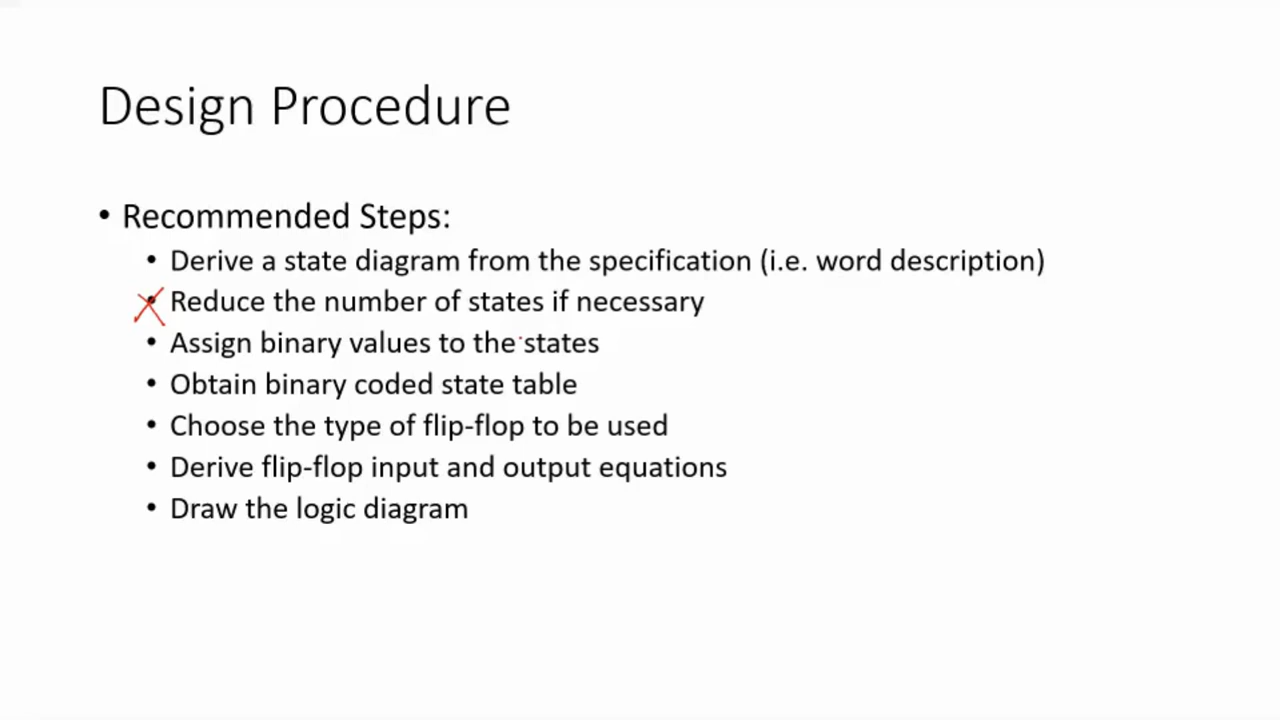 Design Procedure
• Recommended Steps:
• Derive a state diagram from the specification (i.e. word description)
• Reduce the number of states if necessary
• Assign binary values to the states
• Obtain binary coded state table
• Choose the type of flip-flop to be used
• Derive flip-flop input and output equations
• Draw the logic diagram